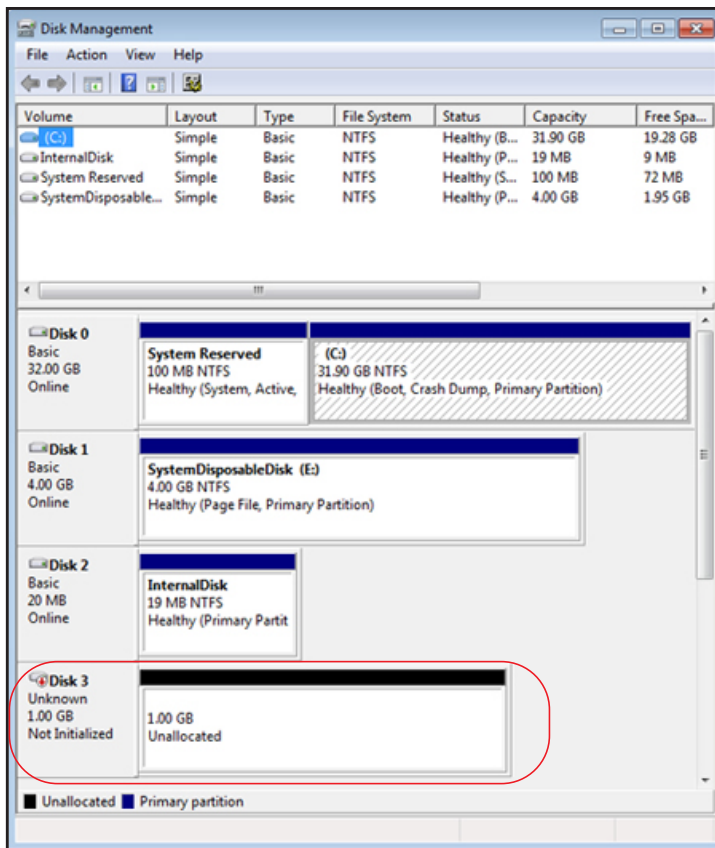 Disk Management
File Action View Help
Volume Layout Type File System Status Capacity Free Spa...
(C:) Simple Basic NTFS Healthy (B... 31.90 GB 19.28 GB
InternalDisk Simple Basic NTFS Healthy (P... 19 MB 9 MB
System Reserved Simple Basic NTFS Healthy (S... 100 MB 72 MB
SystemDisposable... Simple Basic NTFS Healthy (P... 4.00 GB 1.95 GB
Disk 0
Basic
32.00 GB
Online
System Reserved
100 MB NTFS
Healthy (System, Active,
(C:)
31.90 GB NTFS
Healthy (Boot, Crash Dump, Primary Partition)
Disk 1
Basic
4.00 GB
Online
SystemDisposableDisk (E:)
4.00 GB NTFS
Healthy (Page File, Primary Partition)
Disk 2
Basic
20 MB
Online
InternalDisk
19 MB NTFS
Healthy (Primary Partit
Disk 3
Unknown
1.00 GB
Not Initialized
1.00 GB
Unallocated
Unallocated Primary partition